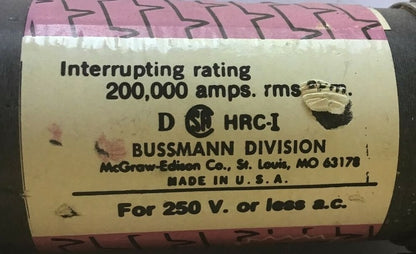 Interrupting rating
200,000 amps. rms
D SA HRC-I
BUSSMANN DIVISION
McGraw-Edison Co., St. Louis, MO 63178
MADE IN U.S.A.
For 250 V. or less a.c.